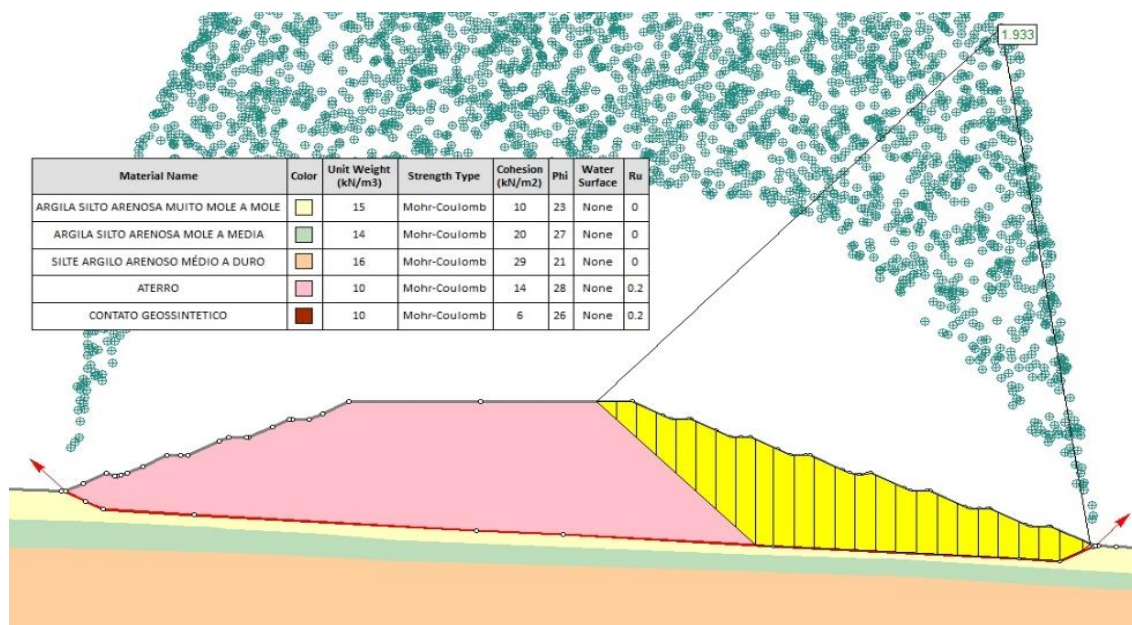 1.933
Material Name Color Unit Weight (kN/m3) Strength Type Cohesion (kN/m2) Phi Water Surface Ru
ARGILA SILTO ARENOSA MUITO MOLE A MOLE 15 Mohr-Coulomb 10 23 None 0
ARGILA SILTO ARENOSA MOLE A MEDIA 14 Mohr-Coulomb 20 27 None 0
SILTE ARGILO ARENOSO MÉDIO A DURO 16 Mohr-Coulomb 29 21 None 0
ATERRO 10 Mohr-Coulomb 14 28 None 0.2
CONTATO GEOSSINTETICO 10 Mohr-Coulomb 6 26 None 0.2